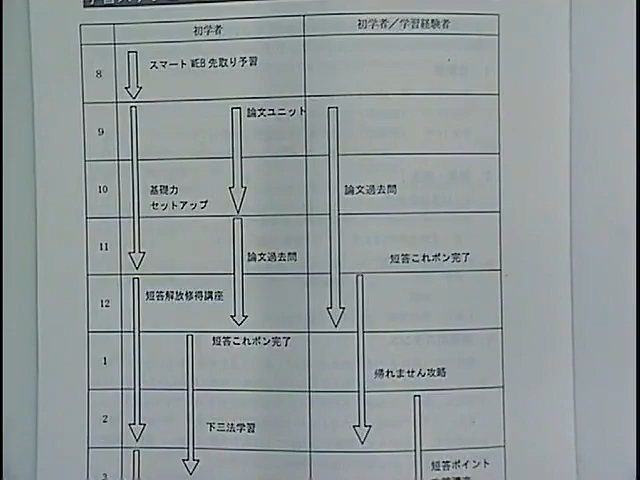 初学者
初学者／学習経験者
8
スマートWEB先取り予習
9
論文ユニット
10
基礎力
セットアップ
論文過去問
11
論文過去問
短答これポン完了
12
短答解放修得講座
1
短答これポン完了
帰れません攻略
2
下三法学習
3
短答ポイント